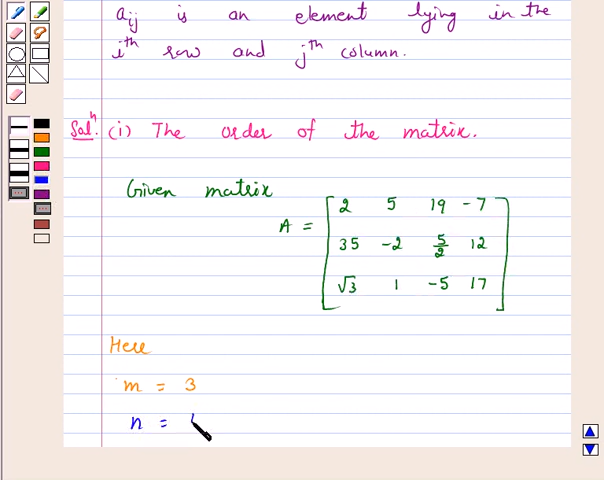 aij is an element lying in the
ith row and jth column.
Solⁿ. (i) The order of the matrix.
Given matrix
A = [ 2 5 19 -7
35 -2 5/2 12
√3 1 -5 17 ]
Here
m = 3
n =